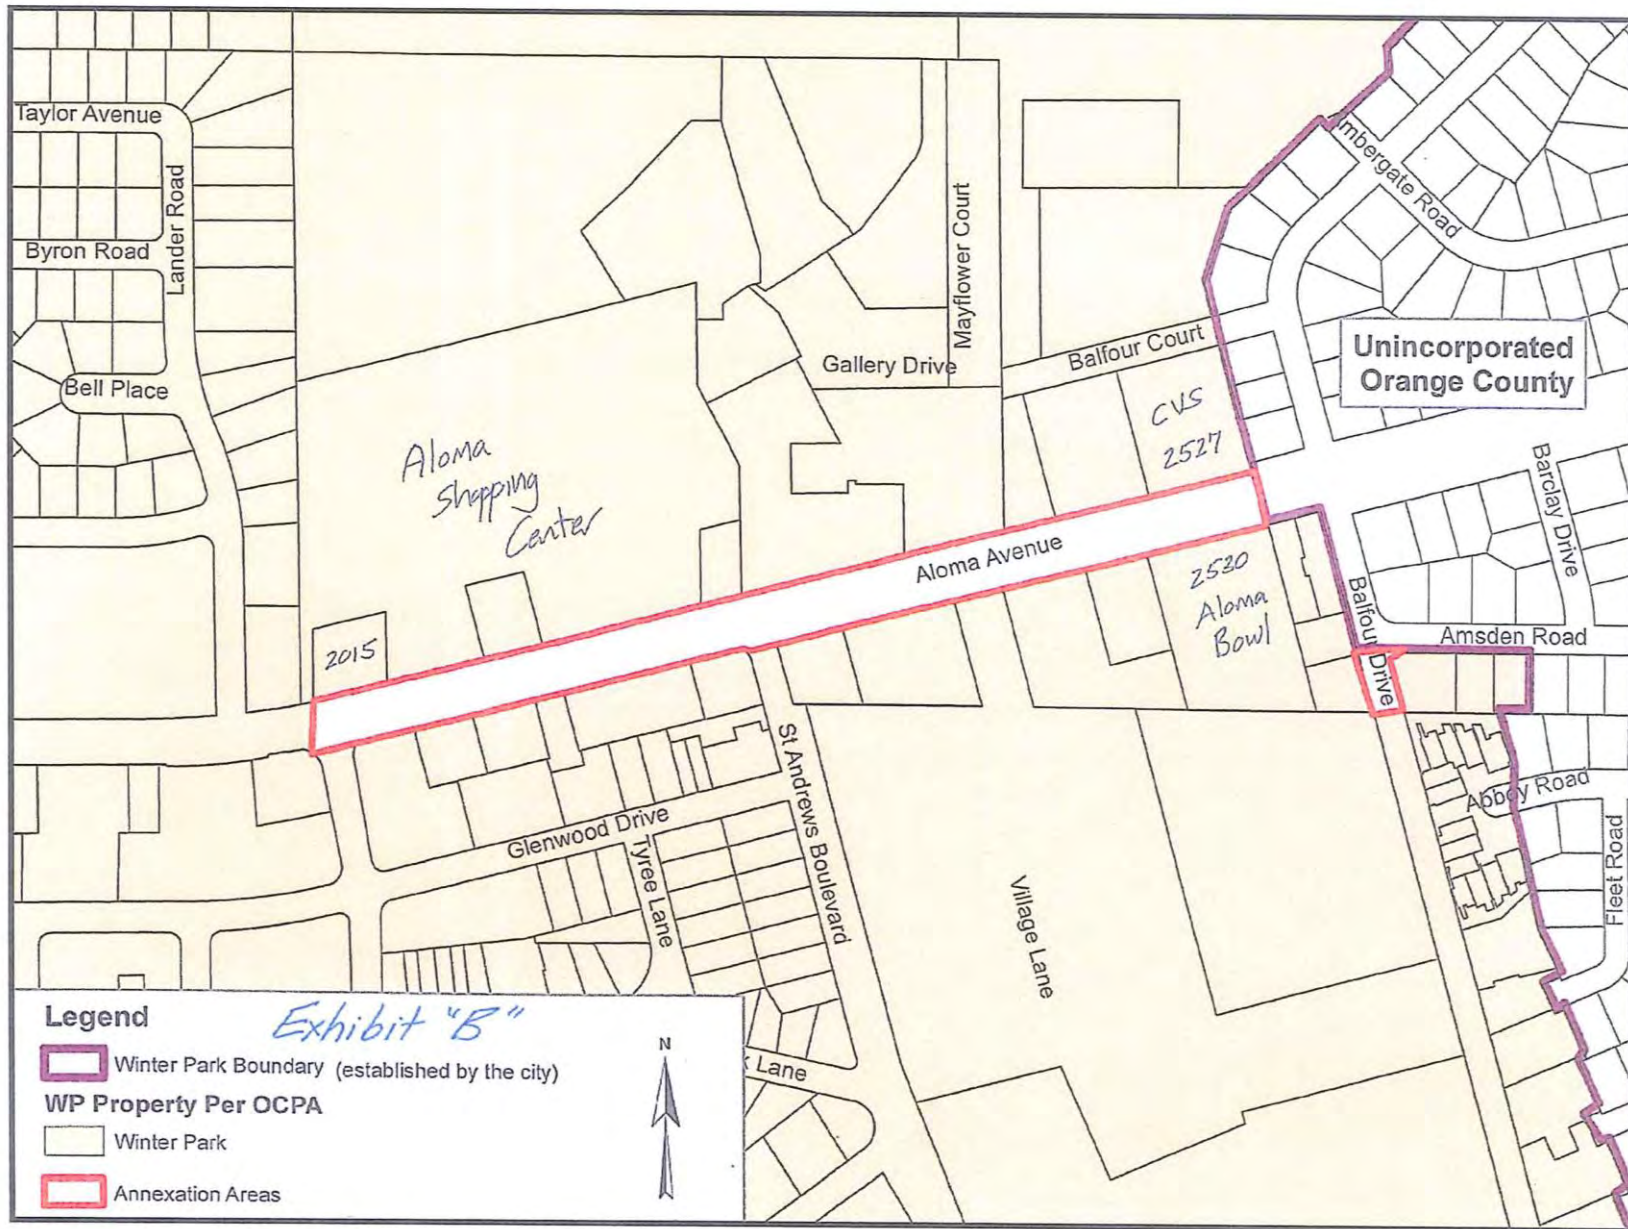 Taylor Avenue
Lander Road
Byron Road
Bell Place
Mayflower Court
Gallery Drive
Balfour Court
Ambergate Road
Unincorporated
Orange County
Barclay Drive
CVS
2527
Aloma
Shopping
Center
Aloma Avenue
2520
Aloma
Bowl
Balfour Drive
Amsden Road
2015
St Andrews Boulevard
Glenwood Drive
Tyree Lane
Village Lane
Abbey Road
Fleet Road
Lane
Legend
Exhibit "B"
Winter Park Boundary (established by the city)
WP Property Per OCPA
Winter Park
Annexation Areas
N